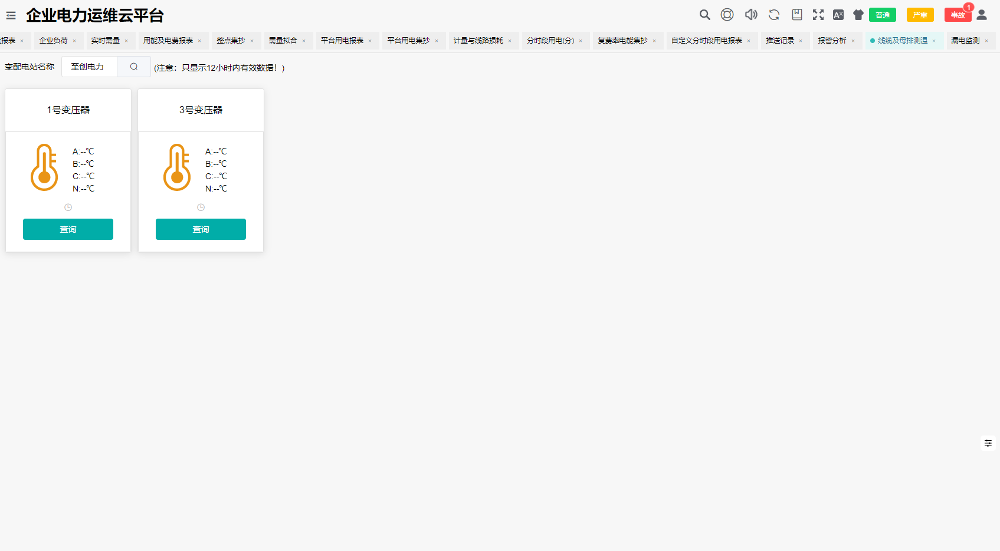 企业电力运维云平台
普通 严重 事故 1
报表 × 企业负荷 × 实时需量 × 用能及电费报表 × 整点集抄 × 需量拟合 × 平台用电报表 × 平台用电集抄 × 计量与线路损耗 × 分时段用电(分) × 复费率电能集抄 × 自定义分时段用电报表 × 推送记录 × 报警分析 × 线缆及母排测温 × 漏电监测 ×
变配电站名称 至创电力 (注意：只显示12小时内有效数据！)
1号变压器
A:--℃
B:--℃
C:--℃
N:--℃
查询
3号变压器
A:--℃
B:--℃
C:--℃
N:--℃
查询